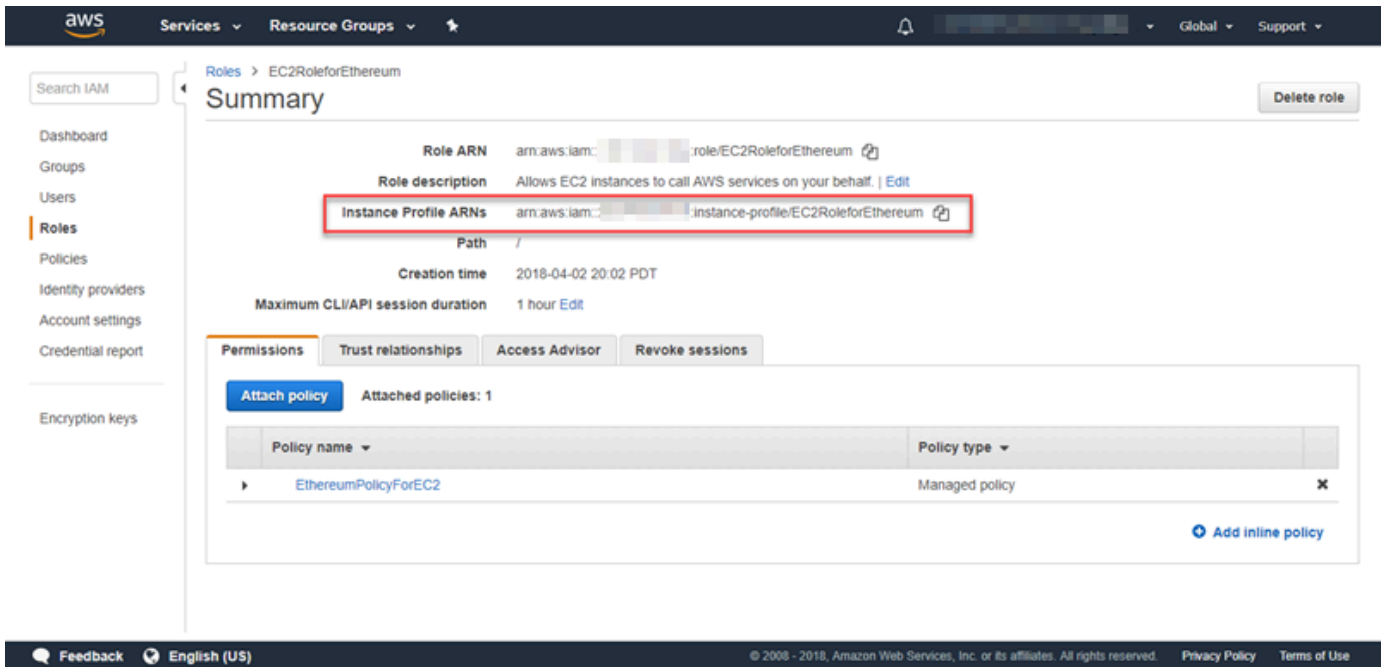 aws Services Resource Groups Global Support
Search IAM
Dashboard
Groups
Users
Roles
Policies
Identity providers
Account settings
Credential report
Encryption keys
Roles > EC2RoleforEthereum
Summary
Delete role
Role ARN arn:aws:iam:: :role/EC2RoleforEthereum
Role description Allows EC2 instances to call AWS services on your behalf. | Edit
Instance Profile ARNs arn:aws:iam:: :instance-profile/EC2RoleforEthereum
Path /
Creation time 2018-04-02 20:02 PDT
Maximum CLI/API session duration 1 hour Edit
Permissions Trust relationships Access Advisor Revoke sessions
Attach policy Attached policies: 1
Policy name Policy type
EthereumPolicyForEC2 Managed policy
Add inline policy
Feedback English (US) © 2008 - 2018, Amazon Web Services, Inc. or its affiliates. All rights reserved. Privacy Policy Terms of Use